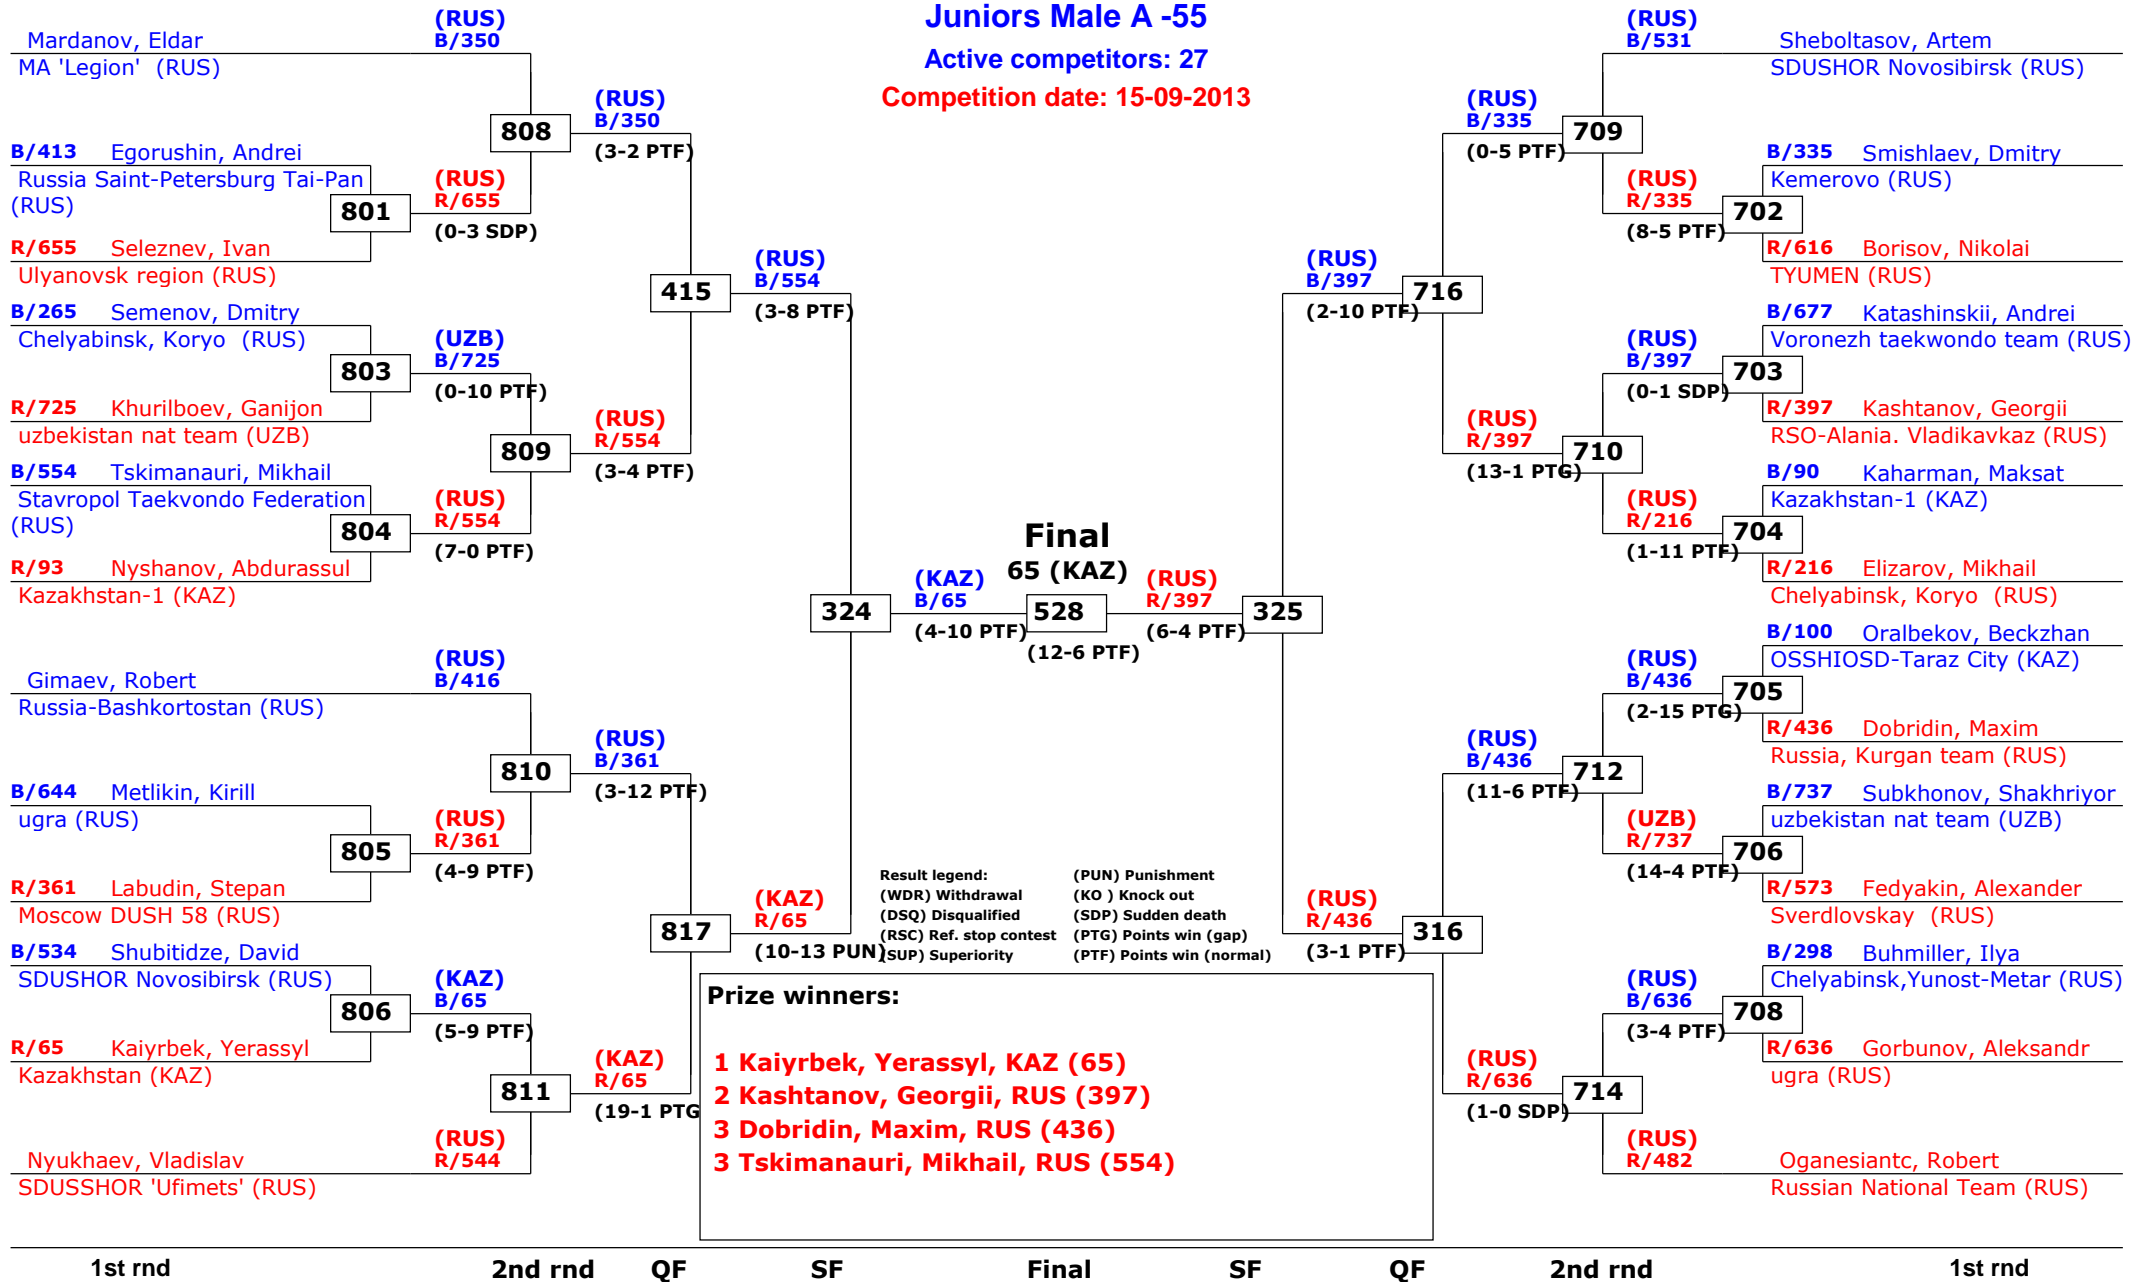 Juniors Male A -55
Active competitors: 27
Competition date: 15-09-2013
Mardanov, Eldar
MA 'Legion' (RUS)
(RUS)
B/350
B/413 Egorushin, Andrei
Russia Saint-Petersburg Tai-Pan
(RUS)
801
R/655 Seleznev, Ivan
Ulyanovsk region (RUS)
(RUS)
R/655
(0-3 SDP)
808
(RUS)
B/350
(3-2 PTF)
B/265 Semenov, Dmitry
Chelyabinsk, Koryo (RUS)
803
R/725 Khurilboev, Ganijon
uzbekistan nat team (UZB)
(UZB)
B/725
(0-10 PTF)
B/554 Tskimanauri, Mikhail
Stavropol Taekvondo Federation
(RUS)
804
R/93 Nyshanov, Abdurassul
Kazakhstan-1 (KAZ)
(RUS)
R/554
(7-0 PTF)
809
(RUS)
R/554
(3-4 PTF)
415
(RUS)
B/554
(3-8 PTF)
Gimaev, Robert
Russia-Bashkortostan (RUS)
(RUS)
B/416
B/644 Metlikin, Kirill
ugra (RUS)
805
R/361 Labudin, Stepan
Moscow DUSH 58 (RUS)
(RUS)
R/361
(4-9 PTF)
810
(RUS)
B/361
(3-12 PTF)
B/534 Shubitidze, David
SDUSHOR Novosibirsk (RUS)
806
R/65 Kaiyrbek, Yerassyl
Kazakhstan (KAZ)
(KAZ)
B/65
(5-9 PTF)
Nyukhaev, Vladislav
SDUSSHOR 'Ufimets' (RUS)
(RUS)
R/544
811
(KAZ)
R/65
(19-1 PTG
817
(KAZ)
R/65
(10-13 PUN)
324
(KAZ)
B/65
(4-10 PTF)
Final
65 (KAZ)
528
(12-6 PTF)
(RUS)
R/397
(6-4 PTF)
325
(RUS)
B/397
(2-10 PTF)
716
(RUS)
B/335
(0-5 PTF)
709
(RUS)
B/531
Sheboltasov, Artem
SDUSHOR Novosibirsk (RUS)
(RUS)
R/335
(8-5 PTF)
702
B/335 Smishlaev, Dmitry
Kemerovo (RUS)
R/616 Borisov, Nikolai
TYUMEN (RUS)
(RUS)
R/397
(13-1 PTG)
710
(RUS)
B/397
(0-1 SDP)
703
B/677 Katashinskii, Andrei
Voronezh taekwondo team (RUS)
R/397 Kashtanov, Georgii
RSO-Alania. Vladikavkaz (RUS)
(RUS)
R/216
(1-11 PTF)
704
B/90 Kaharman, Maksat
Kazakhstan-1 (KAZ)
R/216 Elizarov, Mikhail
Chelyabinsk, Koryo (RUS)
(RUS)
R/436
(3-1 PTF)
316
(RUS)
B/436
(11-6 PTF)
712
(RUS)
B/436
(2-15 PTG)
705
B/100 Oralbekov, Beckzhan
OSSHIOSD-Taraz City (KAZ)
R/436 Dobridin, Maxim
Russia, Kurgan team (RUS)
(UZB)
R/737
(14-4 PTF)
706
B/737 Subkhonov, Shakhriyor
uzbekistan nat team (UZB)
R/573 Fedyakin, Alexander
Sverdlovskay (RUS)
(RUS)
R/636
(1-0 SDP)
714
(RUS)
B/636
(3-4 PTF)
708
B/298 Buhmiller, Ilya
Chelyabinsk,Yunost-Metar (RUS)
R/636 Gorbunov, Aleksandr
ugra (RUS)
(RUS)
R/482
Oganesiantc, Robert
Russian National Team (RUS)
Result legend: (PUN) Punishment
(WDR) Withdrawal (KO ) Knock out
(DSQ) Disqualified (SDP) Sudden death
(RSC) Ref. stop contest (PTG) Points win (gap)
(SUP) Superiority (PTF) Points win (normal)
Prize winners:
1 Kaiyrbek, Yerassyl, KAZ (65)
2 Kashtanov, Georgii, RUS (397)
3 Dobridin, Maxim, RUS (436)
3 Tskimanauri, Mikhail, RUS (554)
1st rnd 2nd rnd QF SF Final SF QF 2nd rnd 1st rnd